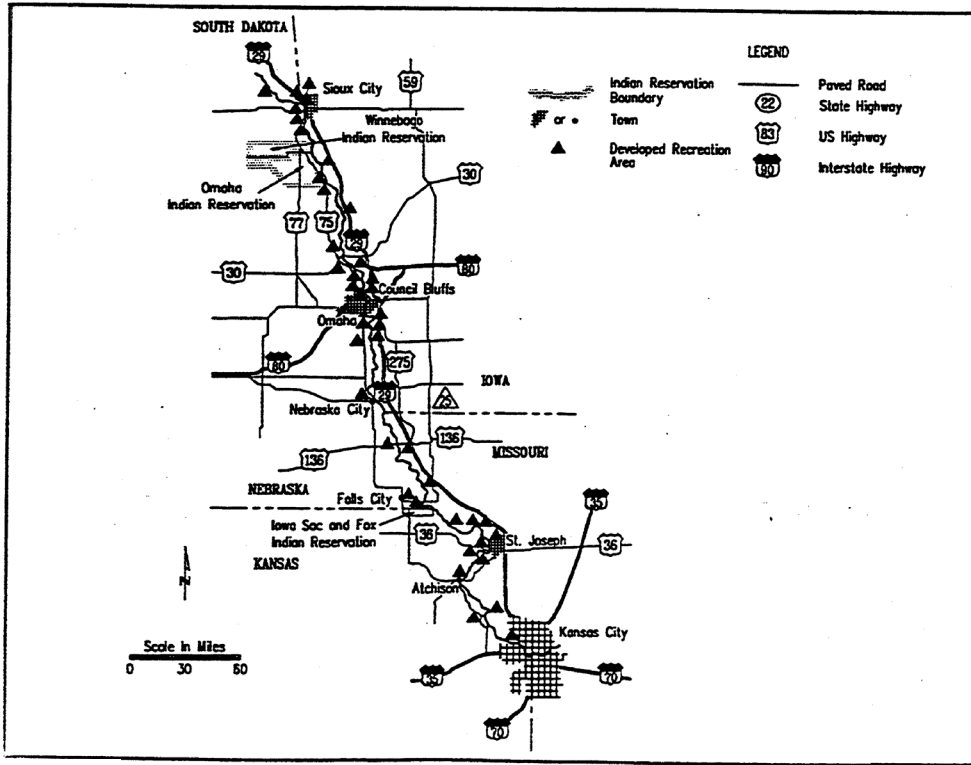 SOUTH DAKOTA
29
Sioux City
59
Winnebago
Indian Reservation
Omaha
Indian Reservation
30
77
75
29
30
80
Council Bluffs
Omaha
80
275
IOWA
29
25
Nebraska City
136
136
MISSOURI
NEBRASKA
Falls City
35
Iowa Sac and Fox
Indian Reservation
36
St. Joseph
36
KANSAS
N
Atchison
Kansas City
Scale In Miles
0 30 60
35
70
70
LEGEND
Indian Reservation
Boundary
or
Town
Developed Recreation
Area
Paved Road
22
State Highway
83
US Highway
90
Interstate Highway